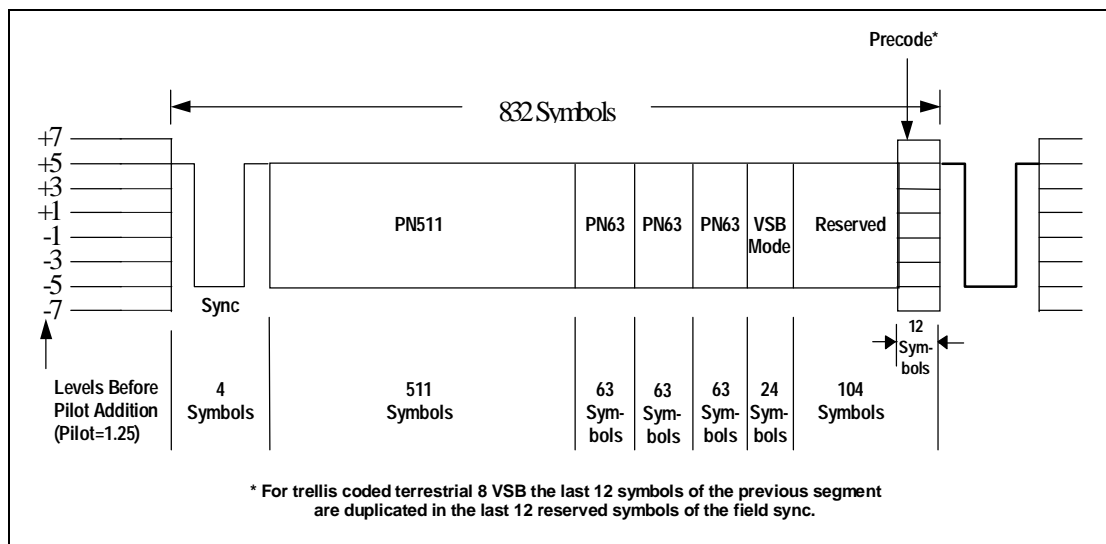 Precode*
832 Symbols
+7
+5
+3
+1
-1
-3
-5
-7
PN511
PN63
PN63
PN63
VSB
Mode
Reserved
Sync
Levels Before
Pilot Addition
(Pilot=1.25)
4
Symbols
511
Symbols
63
Sym-
bols
63
Sym-
bols
63
Sym-
bols
24
Sym-
bols
104
Symbols
12
Sym-
bols
* For trellis coded terrestrial 8 VSB the last 12 symbols of the previous segment
are duplicated in the last 12 reserved symbols of the field sync.